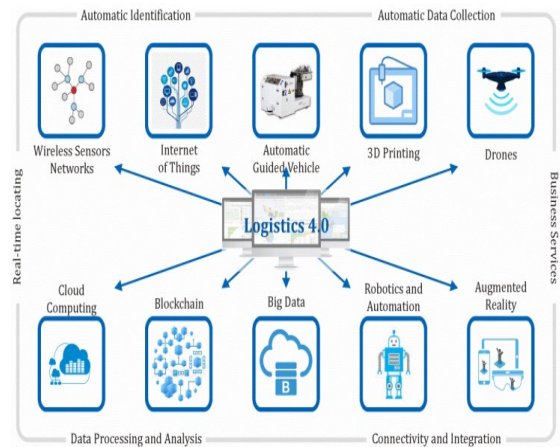 Automatic Identification
Automatic Data Collection
Wireless Sensors
Networks
Internet
of Things
Automatic
Guided Vehicle
3D Printing
Drones
Real-time locating
Business Services
Logistics 4.0
Cloud
Computing
Blockchain
Big Data
Robotics and
Automation
Augmented
Reality
B
Data Processing and Analysis
Connectivity and Integration